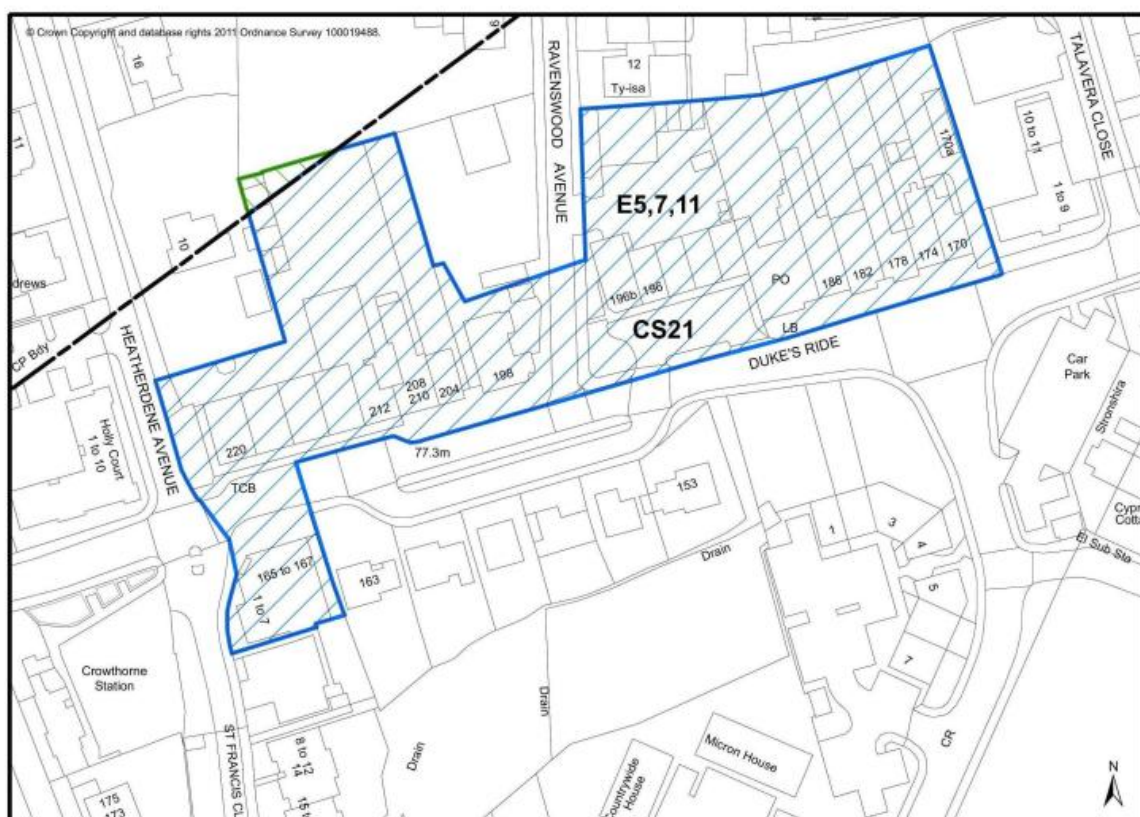 © Crown Copyright and database rights 2011 Ordnance Survey 100019488.
16
11
9
12
Ty-isa
RAVENSWOOD AVENUE
TALAVERA CLOSE
10 to 11
1 to 9
170a
E5,7,11
10
drews
CP Bdy
HEATHERDENE AVENUE
Holly Court
1 to 10
196b
196
PO
186
182
178
174
170
CS21
LB
DUKE'S RIDE
198
208
210
204
212
220
77.3m
TCB
Car
Park
Stronshira
Cypr
Cotta
El Sub Sta
153
1
3
4
5
7
Drain
165 to 167
1 to 7
163
Crowthorne
Station
ST FRANCIS CL
Drain
Drain
8 to 12
14
15 t
175
173
Countrywide
House
Micron House
CR
N